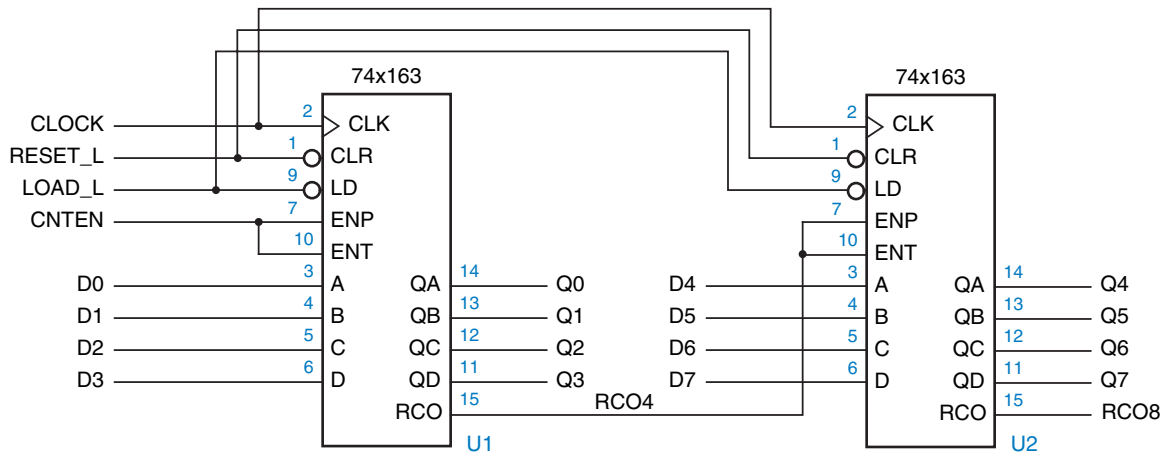 74x163
74x163
CLOCK 2 CLK
RESET_L 1 CLR
LOAD_L 9 LD
CNTEN 7 ENP
10 ENT
D0 3 A QA 14 Q0
D1 4 B QB 13 Q1
D2 5 C QC 12 Q2
D3 6 D QD 11 Q3
RCO 15 RCO4
U1
2 CLK
1 CLR
9 LD
7 ENP
10 ENT
D4 3 A QA 14 Q4
D5 4 B QB 13 Q5
D6 5 C QC 12 Q6
D7 6 D QD 11 Q7
RCO 15 RCO8
U2